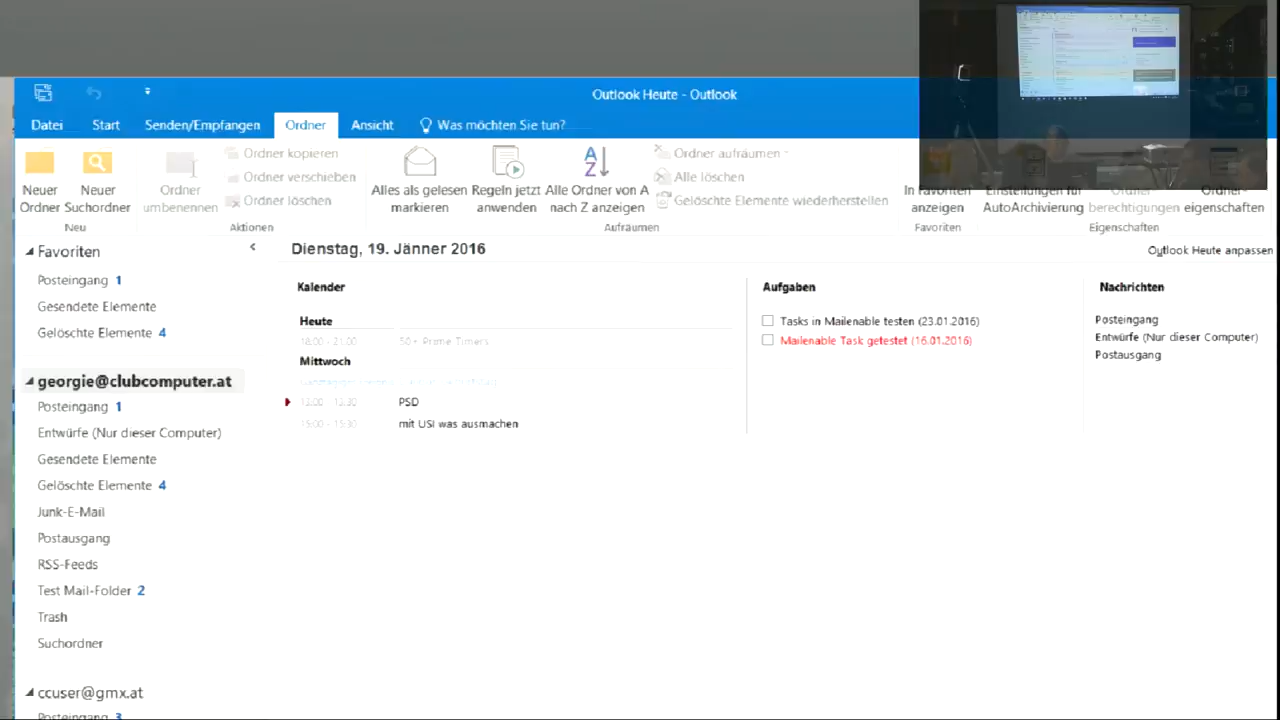 Outlook Heute - Outlook
Datei Start Senden/Empfangen Ordner Ansicht Was möchten Sie tun?
Neuer Ordner
Neuer Suchordner
Neu
Ordner umbenennen
Ordner kopieren
Ordner verschieben
Ordner löschen
Aktionen
Alles als gelesen markieren
Regeln jetzt anwenden
Alle Ordner von A nach Z anzeigen
Ordner aufräumen
Alle löschen
Gelöschte Elemente wiederherstellen
Aufräumen
In Favoriten anzeigen
Favoriten
Einstellungen für AutoArchivierung
Ordner berechtigungen
Ordner- eigenschaften
Eigenschaften
Favoriten
Posteingang 1
Gesendete Elemente
Gelöschte Elemente 4
georgie@clubcomputer.at
Posteingang 1
Entwürfe (Nur dieser Computer)
Gesendete Elemente
Gelöschte Elemente 4
Junk-E-Mail
Postausgang
RSS-Feeds
Test Mail-Folder 2
Trash
Suchordner
ccuser@gmx.at
Posteingang 3
Dienstag, 19. Jänner 2016
Outlook Heute anpassen
Kalender
Heute
18:00 - 21:00 50+ Prime Timers
Mittwoch
PSD
15:00 - 15:30 mit USI was ausmachen
Aufgaben
Tasks in Mailenable testen (23.01.2016)
Mailenable Task getestet (16.01.2016)
Nachrichten
Posteingang
Entwürfe (Nur dieser Computer)
Postausgang